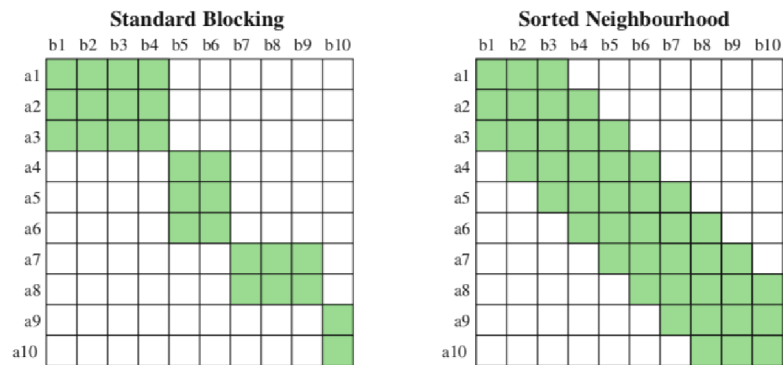 Standard Blocking
b1 b2 b3 b4 b5 b6 b7 b8 b9 b10
a1
a2
a3
a4
a5
a6
a7
a8
a9
a10
Sorted Neighbourhood
b1 b2 b3 b4 b5 b6 b7 b8 b9 b10
a1
a2
a3
a4
a5
a6
a7
a8
a9
a10